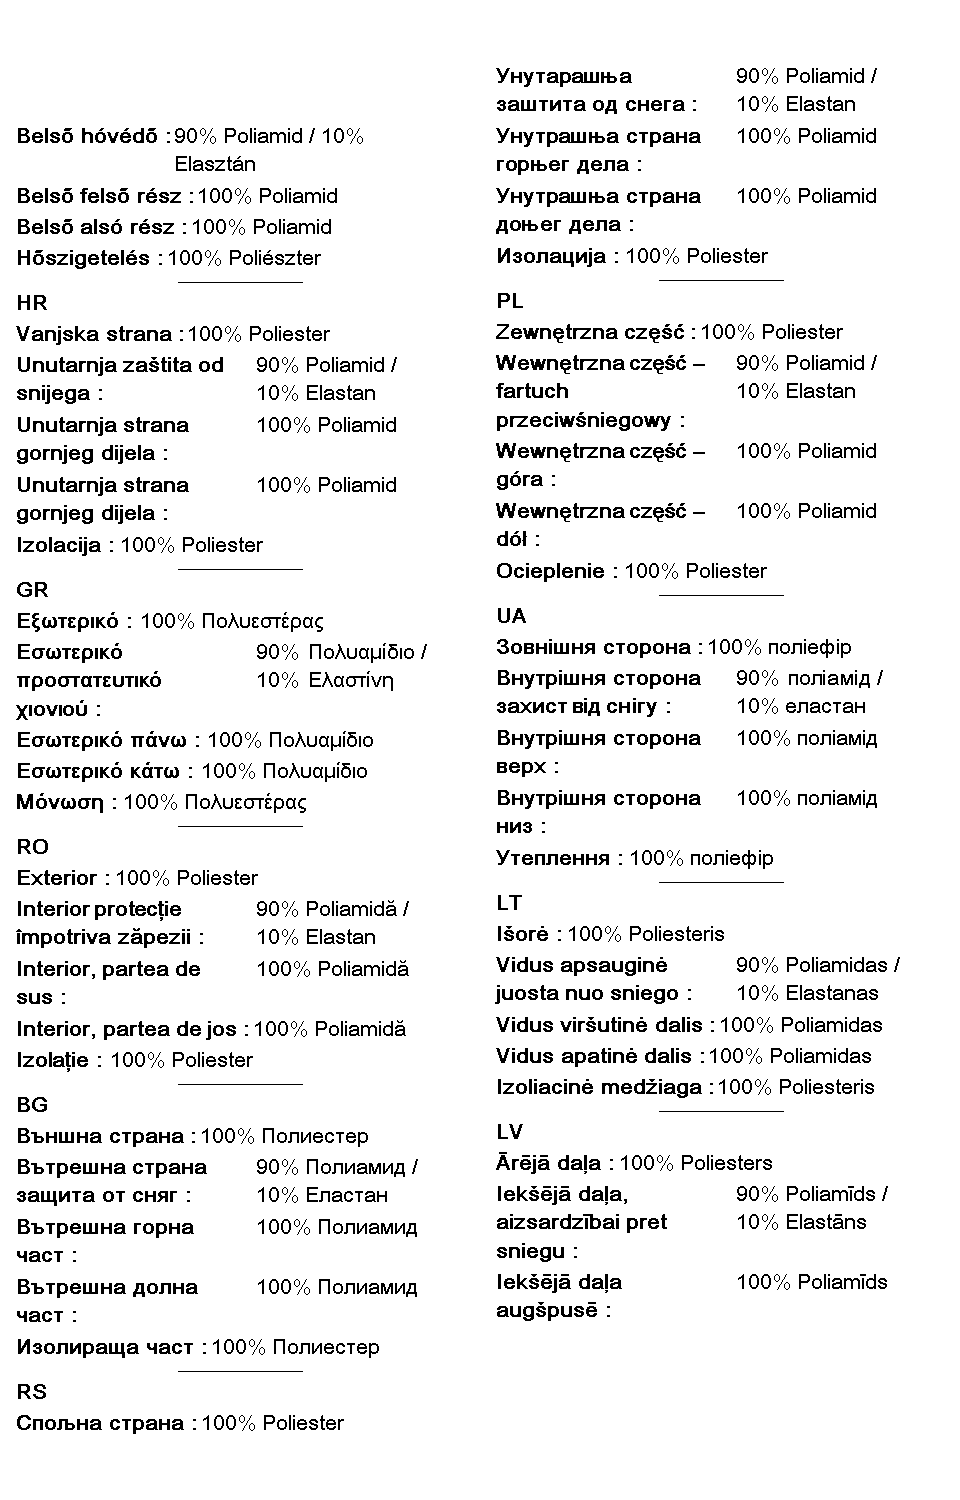 Belsõ hóvédõ : 90% Poliamid / 10%
Elasztán
Belsõ felsõ rész : 100% Poliamid
Belsõ alsó rész : 100% Poliamid
Hõszigetelés : 100% Poliészter
HR
Vanjska strana : 100% Poliester
Unutarnja zaštita od 90% Poliamid /
snijega : 10% Elastan
Unutarnja strana 100% Poliamid
gornjeg dijela :
Unutarnja strana 100% Poliamid
gornjeg dijela :
Izolacija : 100% Poliester
GR
Εξωτερικό : 100% Πολυεστέρας
Εσωτερικό 90% Πολυαμίδιο /
προστατευτικό 10% Ελαστίνη
χιονιού :
Εσωτερικό πάνω : 100% Πολυαμίδιο
Εσωτερικό κάτω : 100% Πολυαμίδιο
Μόνωση : 100% Πολυεστέρας
RO
Exterior : 100% Poliester
Interior protecţie 90% Poliamidă /
împotriva zăpezii : 10% Elastan
Interior, partea de 100% Poliamidă
sus :
Interior, partea de jos : 100% Poliamidă
Izolaţie : 100% Poliester
BG
Външна страна : 100% Полиестер
Вътрешна страна 90% Полиамид /
защита от сняг : 10% Еластан
Вътрешна горна 100% Полиамид
част :
Вътрешна долна 100% Полиамид
част :
Изолираща част : 100% Полиестер
RS
Спољна страна : 100% Poliester
Унутарашња 90% Poliamid /
заштита од снега : 10% Elastan
Унутрашња страна 100% Poliamid
горњег дела :
Унутрашња страна 100% Poliamid
доњег дела :
Изолација : 100% Poliester
PL
Zewnętrzna część : 100% Poliester
Wewnętrzna część – 90% Poliamid /
fartuch 10% Elastan
przeciwśniegowy :
Wewnętrzna część – 100% Poliamid
góra :
Wewnętrzna część – 100% Poliamid
dół :
Ocieplenie : 100% Poliester
UA
Зовнішня сторона : 100% поліефір
Внутрішня сторона 90% поліамід /
захист від снігу : 10% еластан
Внутрішня сторона 100% поліамід
верх :
Внутрішня сторона 100% поліамід
низ :
Утеплення : 100% поліефір
LT
Išorė : 100% Poliesteris
Vidus apsauginė 90% Poliamidas /
juosta nuo sniego : 10% Elastanas
Vidus viršutinė dalis : 100% Poliamidas
Vidus apatinė dalis : 100% Poliamidas
Izoliacinė medžiaga : 100% Poliesteris
LV
Ārējā daļa : 100% Poliesters
Iekšējā daļa, 90% Poliamīds /
aizsardzībai pret 10% Elastāns
sniegu :
Iekšējā daļa 100% Poliamīds
augšpusē :